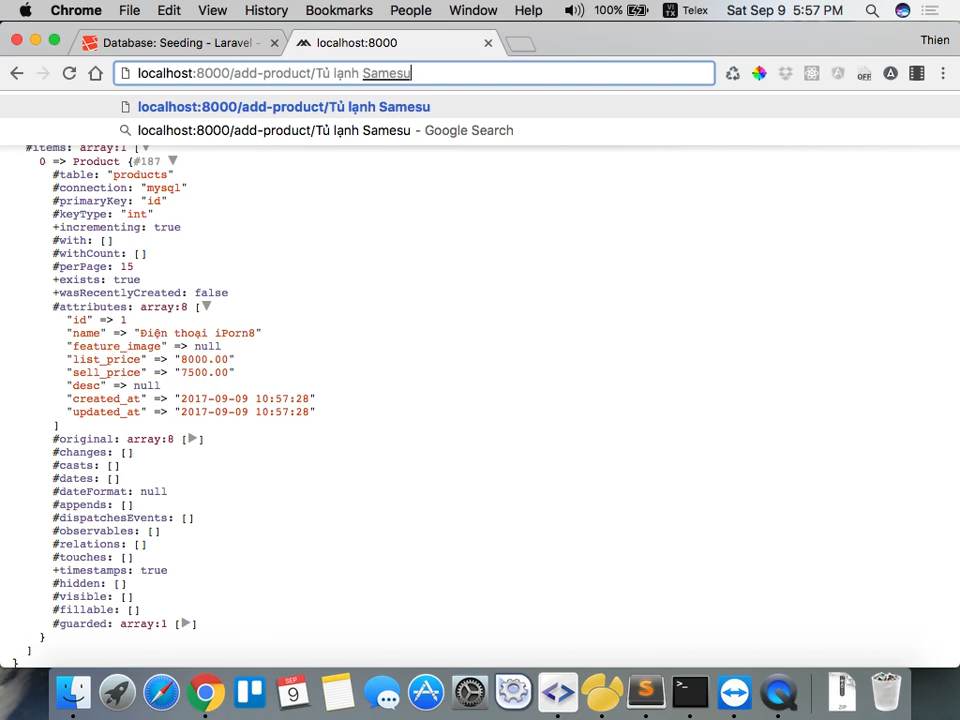 Chrome File Edit View History Bookmarks People Window Help 100% VI TX Telex Sat Sep 9 5:57 PM
Database: Seeding - Laravel - localhost:8000 Thien
localhost:8000/add-product/Tủ lạnh Samesu OFF
localhost:8000/add-product/Tủ lạnh Samesu
localhost:8000/add-product/Tủ lạnh Samesu - Google Search
#items: array:1 [▼
0 => Product {#187 ▼
#table: "products"
#connection: "mysql"
#primaryKey: "id"
#keyType: "int"
+incrementing: true
#with: []
#withCount: []
#perPage: 15
+exists: true
+wasRecentlyCreated: false
#attributes: array:8 [▼
"id" => 1
"name" => "Điện thoại iPorn8"
"feature_image" => null
"list_price" => "8000.00"
"sell_price" => "7500.00"
"desc" => null
"created_at" => "2017-09-09 10:57:28"
"updated_at" => "2017-09-09 10:57:28"
]
#original: array:8 [▶]
#changes: []
#casts: []
#dates: []
#dateFormat: null
#appends: []
#dispatchesEvents: []
#observables: []
#relations: []
#touches: []
+timestamps: true
#hidden: []
#visible: []
#fillable: []
#guarded: array:1 [▶]
}
]
}
SEP
9
ZIP